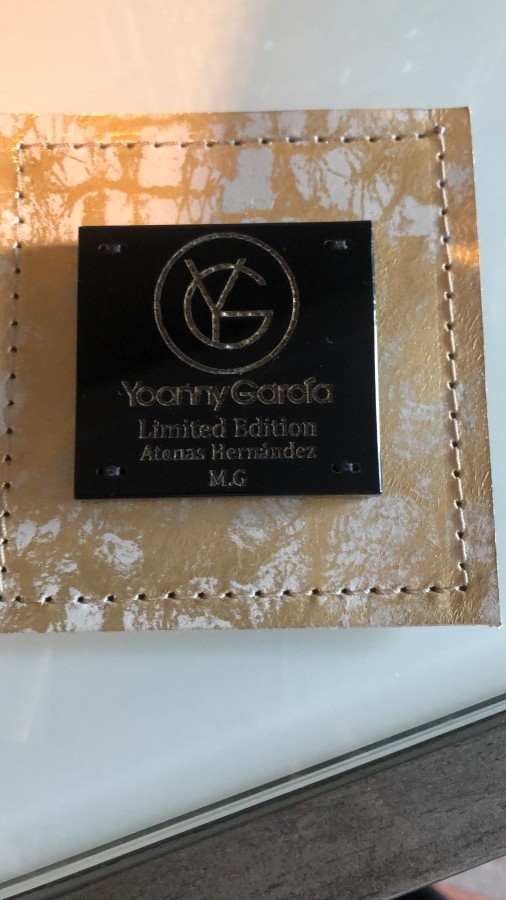 YG
Yoanny García
Limited Edition
Atenas Hernández
M.G